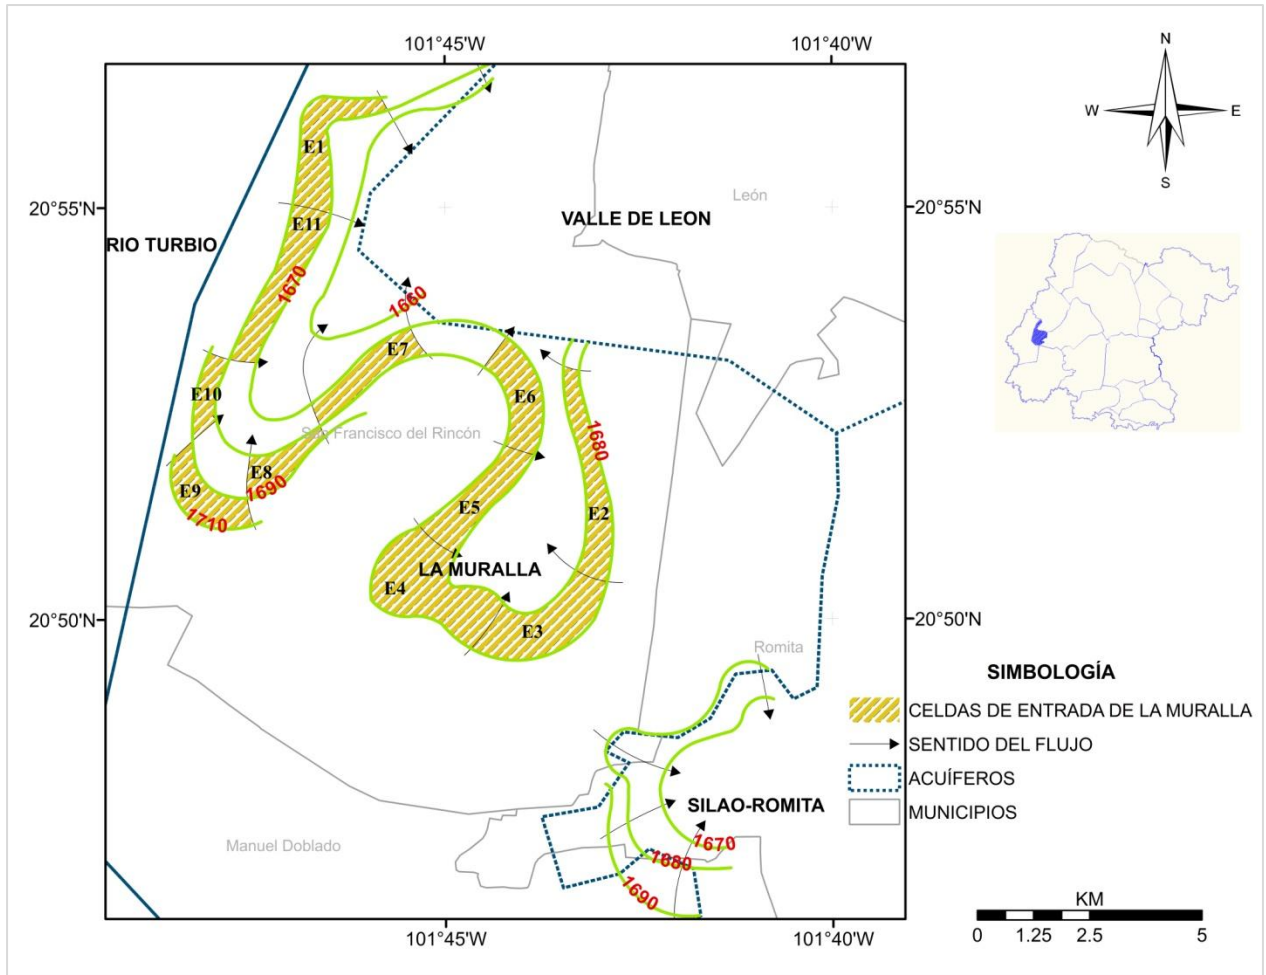 101°45'W
101°40'W
N
W
E
S
E1
20°55'N
León
20°55'N
E11
VALLE DE LEON
RIO TURBIO
1670
1660
E7
E10
E6
San Francisco del Rincón
1680
E8
E9
1690
1710
E5
E2
LA MURALLA
E4
20°50'N
E3
20°50'N
Romita
SIMBOLOGÍA
CELDAS DE ENTRADA DE LA MURALLA
SENTIDO DEL FLUJO
ACUÍFEROS
SILAO-ROMITA
MUNICIPIOS
Manuel Doblado
1670
1880
1690
KM
0 1.25 2.5 5
101°45'W
101°40'W